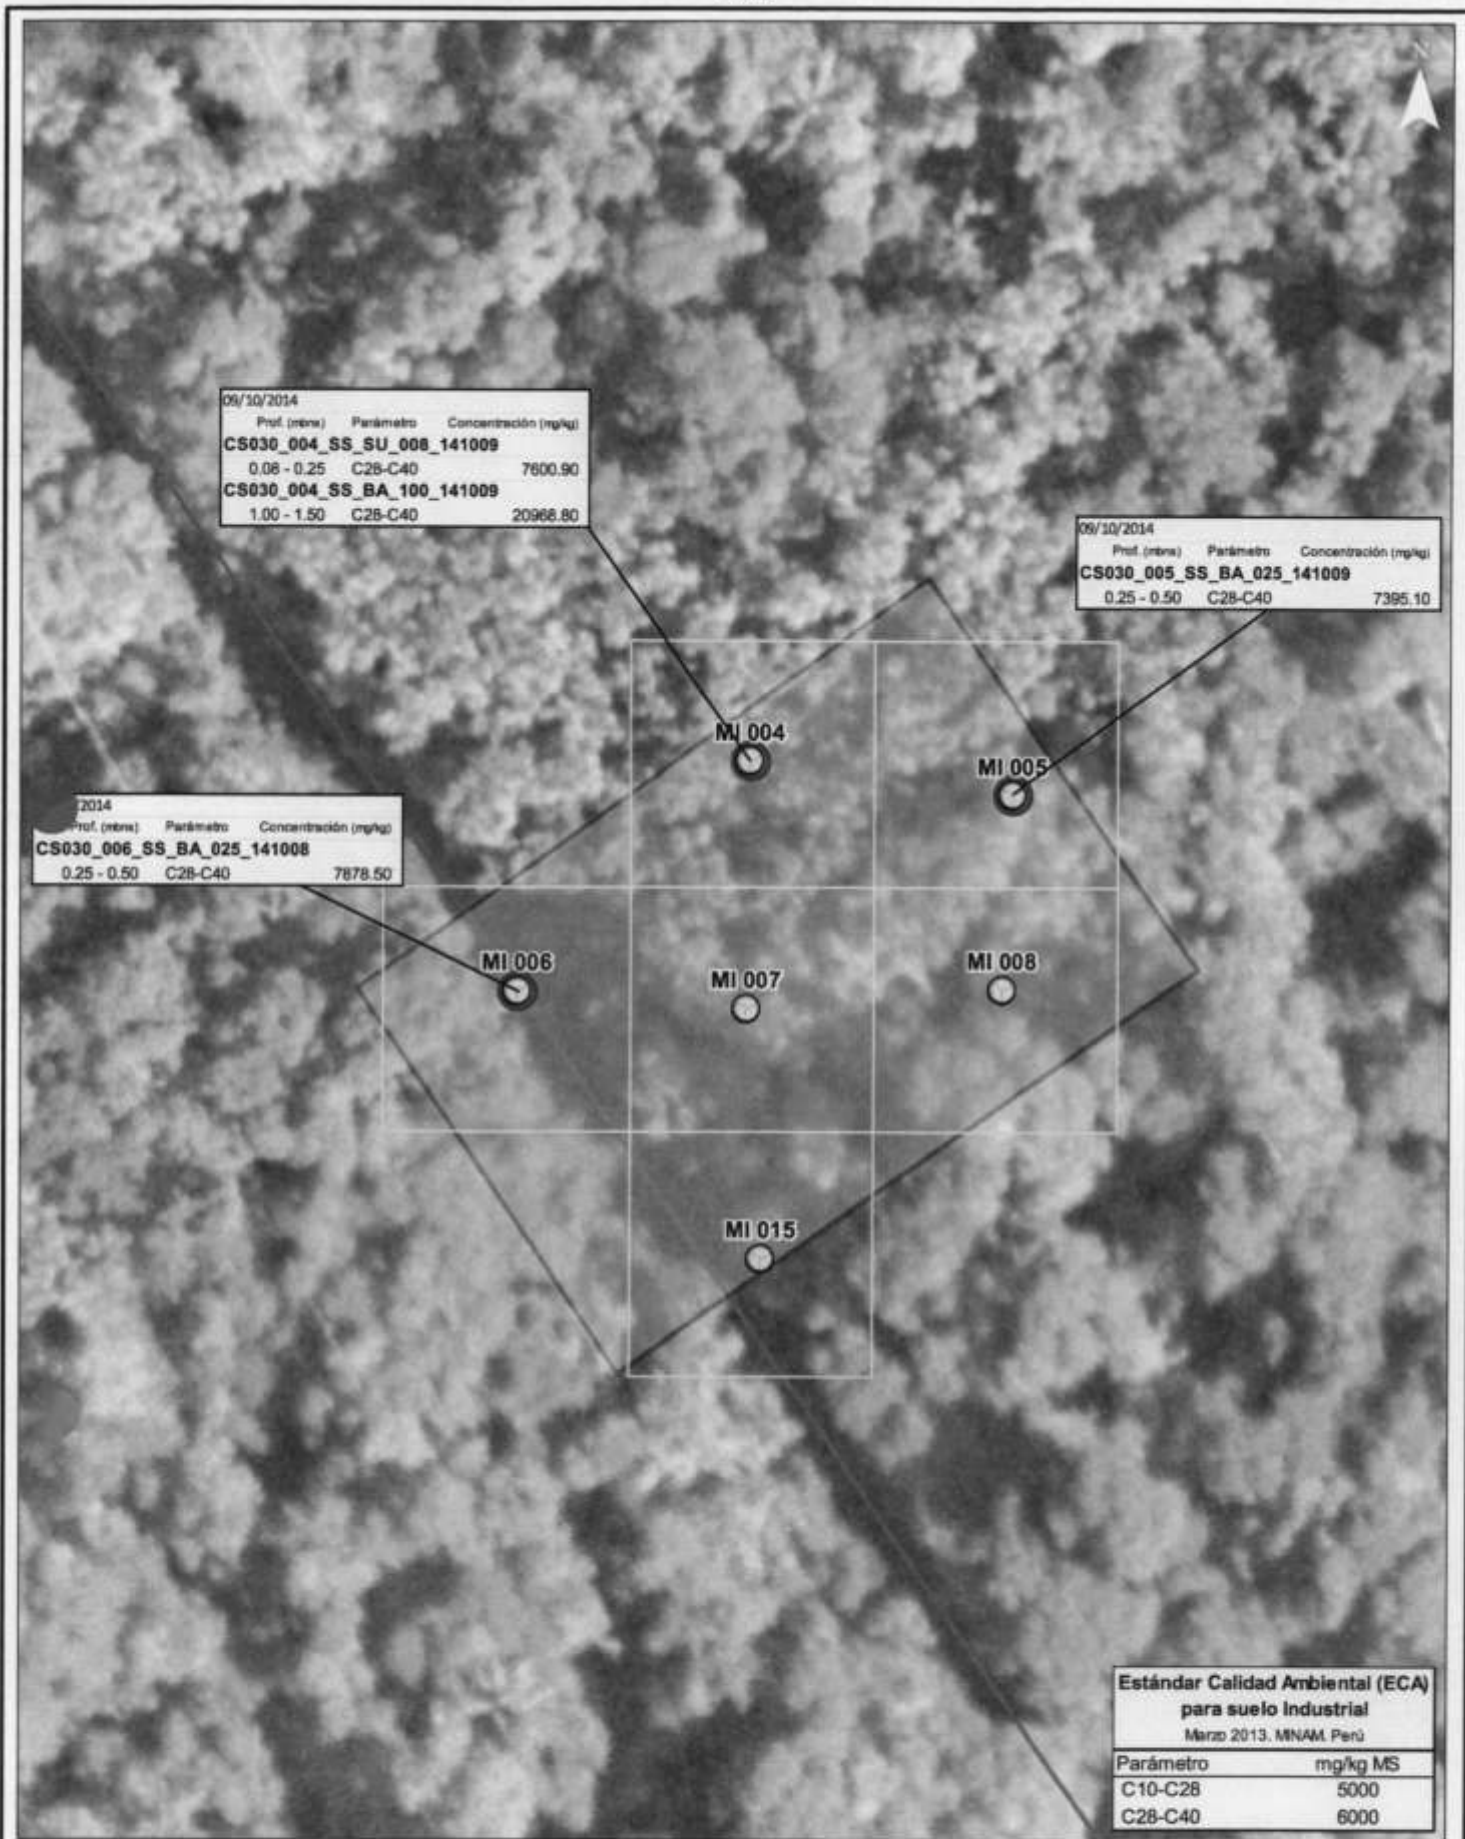 N
09/10/2014
Prof. (mbns) Parámetro Concentración (mg/kg)
CS030_004_SS_SU_008_141009
0.08 - 0.25 C28-C40 7600.90
CS030_004_SS_BA_100_141009
1.00 - 1.50 C28-C40 20968.80
09/10/2014
Prof. (mbns) Parámetro Concentración (mg/kg)
CS030_005_SS_BA_025_141009
0.25 - 0.50 C28-C40 7395.10
MI 004
MI 005
/2014
Prof. (mbns) Parámetro Concentración (mg/kg)
CS030_006_SS_BA_025_141008
0.25 - 0.50 C28-C40 7878.50
MI 006
MI 007
MI 008
MI 015
Estándar Calidad Ambiental (ECA)
para suelo Industrial
Marzo 2013. MINAM. Perú
Parámetro mg/kg MS
C10-C28 5000
C28-C40 6000